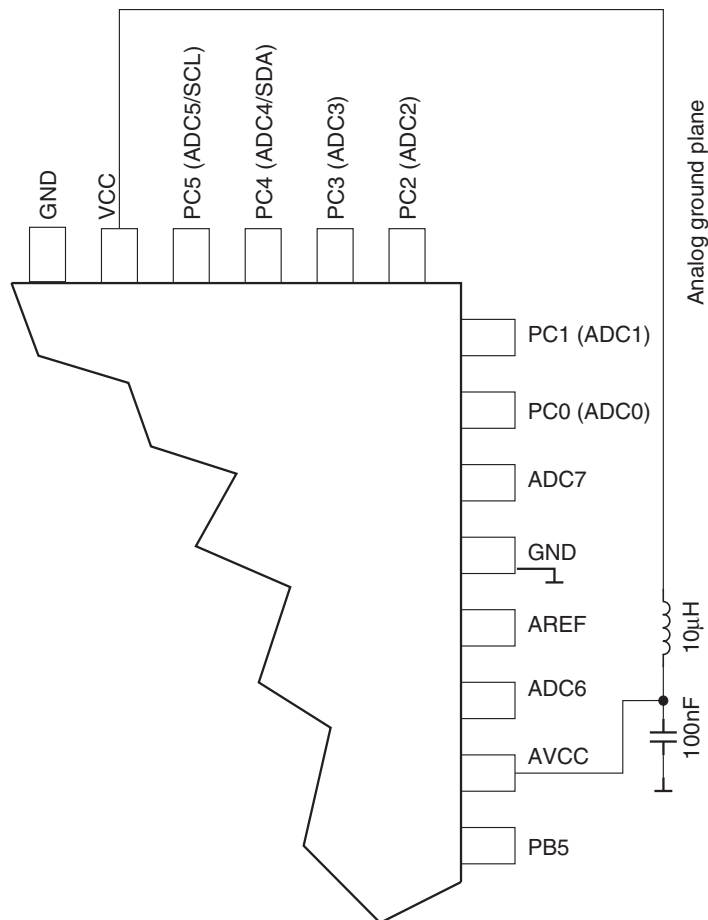 GND
VCC
PC5 (ADC5/SCL)
PC4 (ADC4/SDA)
PC3 (ADC3)
PC2 (ADC2)
Analog ground plane
PC1 (ADC1)
PC0 (ADC0)
ADC7
GND
AREF
10μH
ADC6
100nF
AVCC
PB5